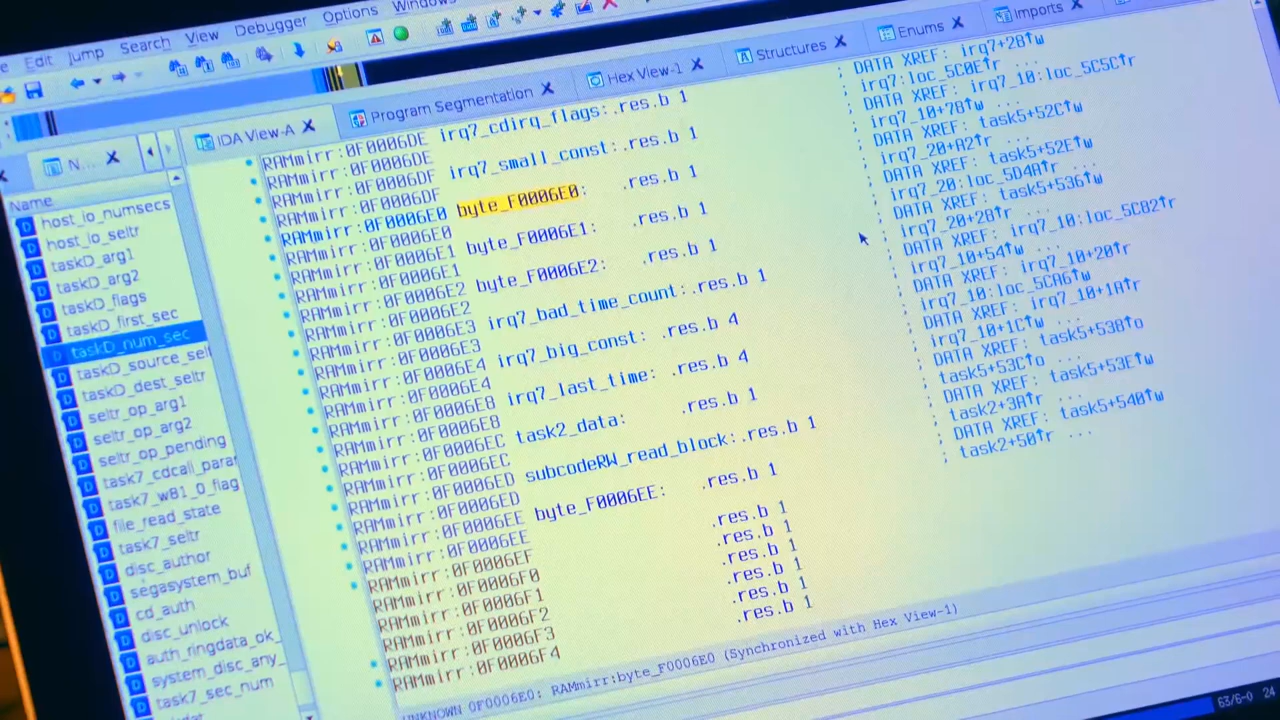 Edit Jump Search View Debugger Options Windows
IDA View-A Program Segmentation Hex View-1 Structures Enums Imports
N...
Name
host_io_numsecs
host_io_seltr
taskD_arg1
taskD_arg2
taskD_flags
taskD_first_sec
taskD_num_sec
taskD_source_sel
taskD_dest_seltr
seltr_op_arg1
seltr_op_arg2
seltr_op_pending
task7_cdcall_para
task7_w81_0_flag
file_read_state
task7_seltr
disc_author
segasystem_buf
cd_auth
disc_unlock
auth_ringdata_ok_
system_disc_any_
task7_sec_num
RAMmirr:0F0006DE irq7_cdirq_flags:.res.b 1
RAMmirr:0F0006DE
RAMmirr:0F0006DF irq7_small_const:.res.b 1
RAMmirr:0F0006DF
RAMmirr:0F0006E0 byte_F0006E0: .res.b 1
RAMmirr:0F0006E0
RAMmirr:0F0006E1 byte_F0006E1: .res.b 1
RAMmirr:0F0006E1
RAMmirr:0F0006E2 byte_F0006E2: .res.b 1
RAMmirr:0F0006E2
RAMmirr:0F0006E3 irq7_bad_time_count:.res.b 1
RAMmirr:0F0006E3
RAMmirr:0F0006E4 irq7_big_const: .res.b 4
RAMmirr:0F0006E4
RAMmirr:0F0006E8 irq7_last_time: .res.b 4
RAMmirr:0F0006E8
RAMmirr:0F0006EC task2_data: .res.b 1
RAMmirr:0F0006EC
RAMmirr:0F0006ED subcodeRW_read_block:.res.b 1
RAMmirr:0F0006ED
RAMmirr:0F0006EE byte_F0006EE: .res.b 1
RAMmirr:0F0006EE
RAMmirr:0F0006EF .res.b 1
RAMmirr:0F0006F0 .res.b 1
RAMmirr:0F0006F1 .res.b 1
RAMmirr:0F0006F2 .res.b 1
RAMmirr:0F0006F3 .res.b 1
RAMmirr:0F0006F4 .res.b 1
; DATA XREF: irq7+28↑w
; irq7:loc_5C0E↑r ...
; DATA XREF: irq7_10:loc_5C5C↑r
; irq7_10+78↑w ...
; DATA XREF: task5+52C↑w
; irq7_20+A2↑r ...
; DATA XREF: task5+52E↑w
; irq7_20:loc_5D4A↑r ...
; DATA XREF: task5+536↑w
; irq7_20+28↑r ...
; DATA XREF: irq7_10:loc_5C82↑r
; irq7_10+54↑w ...
; DATA XREF: irq7_10+20↑r
; irq7_10:loc_5CA6↑w
; DATA XREF: irq7_10+1A↑r
; irq7_10+1C↑w ...
; DATA XREF: task5+538↑o
; task5+53C↑o ...
; DATA XREF: task5+53E↑w
; task2+3A↑r ...
; DATA XREF: task5+540↑w
; task2+50↑r ...
UNKNOWN 0F0006E0: RAMmirr:byte_F0006E0 (Synchronized with Hex View-1)